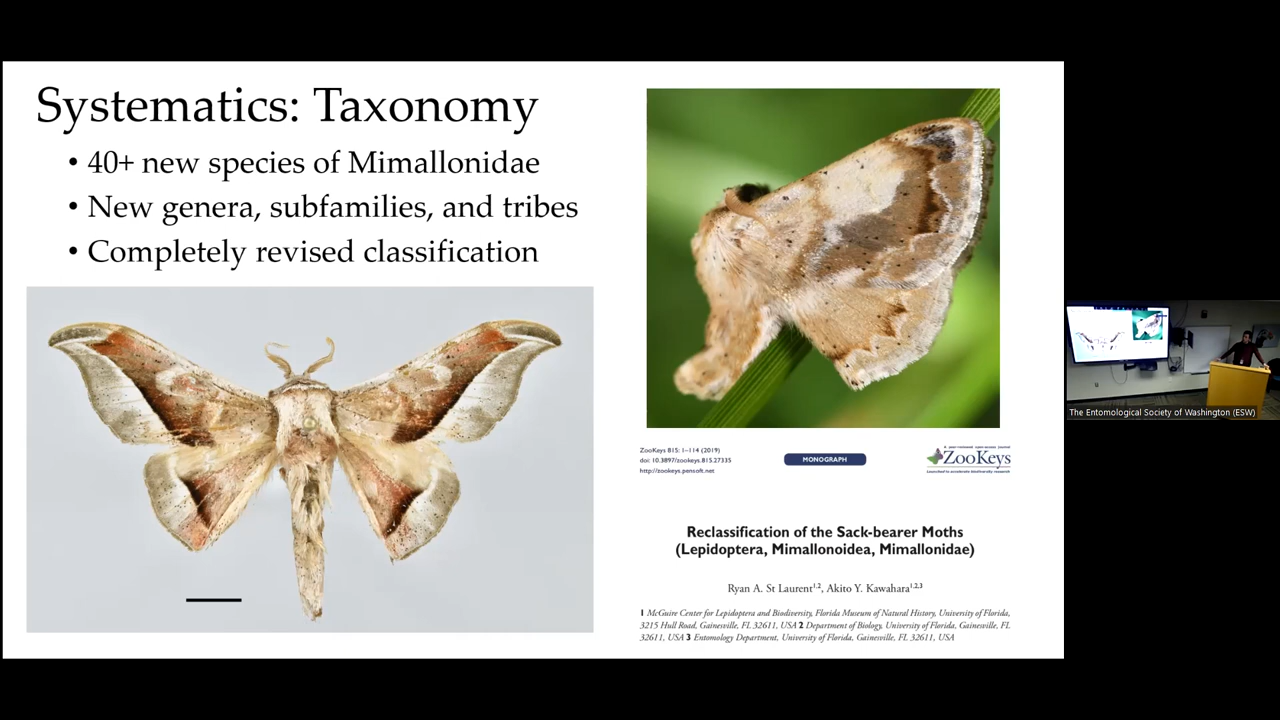 Systematics: Taxonomy
• 40+ new species of Mimallonidae
• New genera, subfamilies, and tribes
• Completely revised classification
ZooKeys 815: 1–114 (2019)
doi: 10.3897/zookeys.815.27335
http://zookeys.pensoft.net
MONOGRAPH
ZooKeys
Launched to accelerate biodiversity research
Reclassification of the Sack-bearer Moths
(Lepidoptera, Mimallonoidea, Mimallonidae)
Ryan A. St Laurent1,2, Akito Y. Kawahara1,2,3
1 McGuire Center for Lepidoptera and Biodiversity, Florida Museum of Natural History, University of Florida,
3215 Hull Road, Gainesville, FL 32611, USA 2 Department of Biology, University of Florida, Gainesville, FL
32611, USA 3 Entomology Department, University of Florida, Gainesville, FL 32611, USA
The Entomological Society of Washington (ESW)